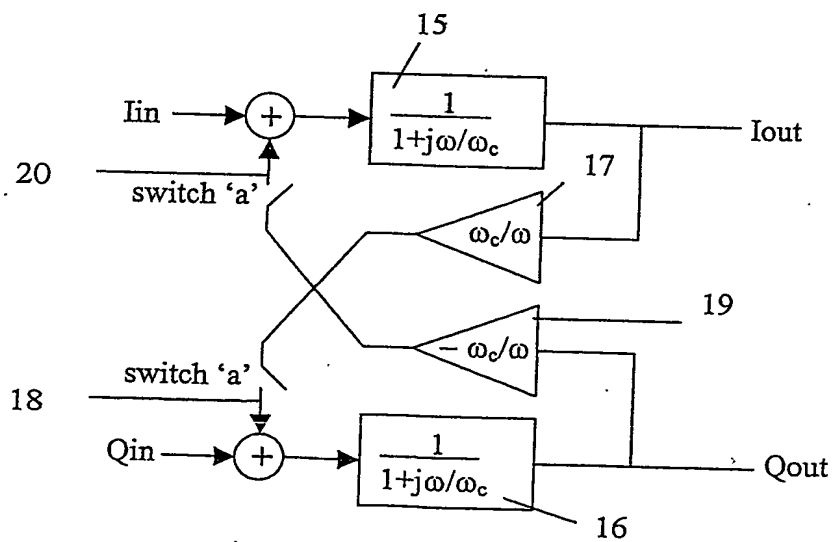 15
Iin
+
1
1+jω/ωc
Iout
20
switch ‘a’
17
ωc/ω
19
− ωc/ω
switch ‘a’
18
Qin
+
1
1+jω/ωc
Qout
16